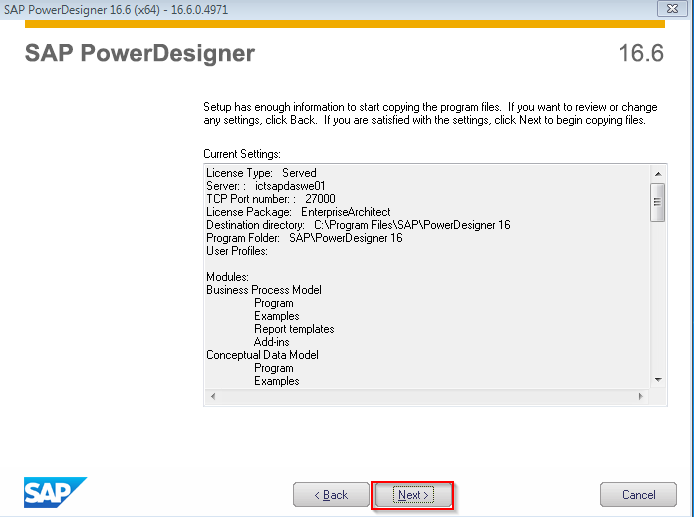 SAP PowerDesigner 16.6 (x64) - 16.6.0.4971
SAP PowerDesigner 16.6
Setup has enough information to start copying the program files. If you want to review or change
any settings, click Back. If you are satisfied with the settings, click Next to begin copying files.
Current Settings:
License Type: Served
Server: : ictsapdaswe01
TCP Port number: : 27000
License Package: EnterpriseArchitect
Destination directory: C:\Program Files\SAP\PowerDesigner 16
Program Folder: SAP\PowerDesigner 16
User Profiles:
Modules:
Business Process Model
Program
Examples
Report templates
Add-ins
Conceptual Data Model
Program
Examples
SAP
< Back Next > Cancel